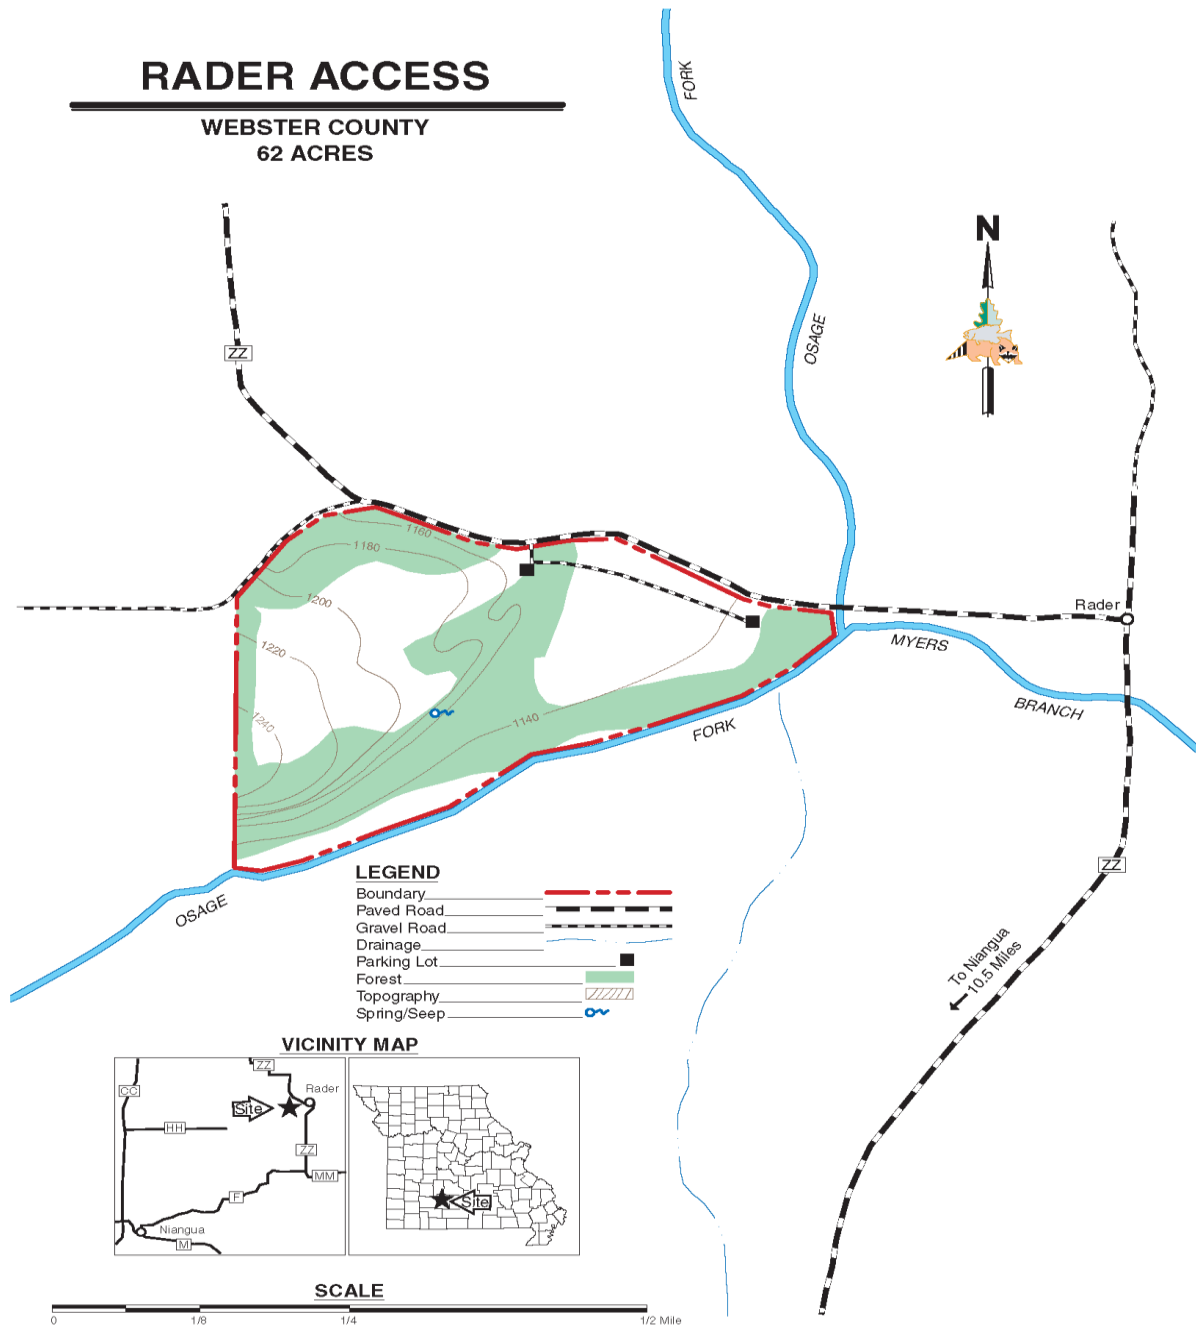 RADER ACCESS
WEBSTER COUNTY
62 ACRES
FORK
N
OSAGE
ZZ
1160
1180
1200
1220
1240
1140
Rader
MYERS
BRANCH
FORK
OSAGE
ZZ
To Niangua
10.5 Miles
LEGEND
Boundary
Paved Road
Gravel Road
Drainage
Parking Lot
Forest
Topography
Spring/Seep
VICINITY MAP
ZZ
CC
Rader
Site
HH
ZZ
MM
F
Niangua
M
Site
SCALE
0 1/8 1/4 1/2 Mile